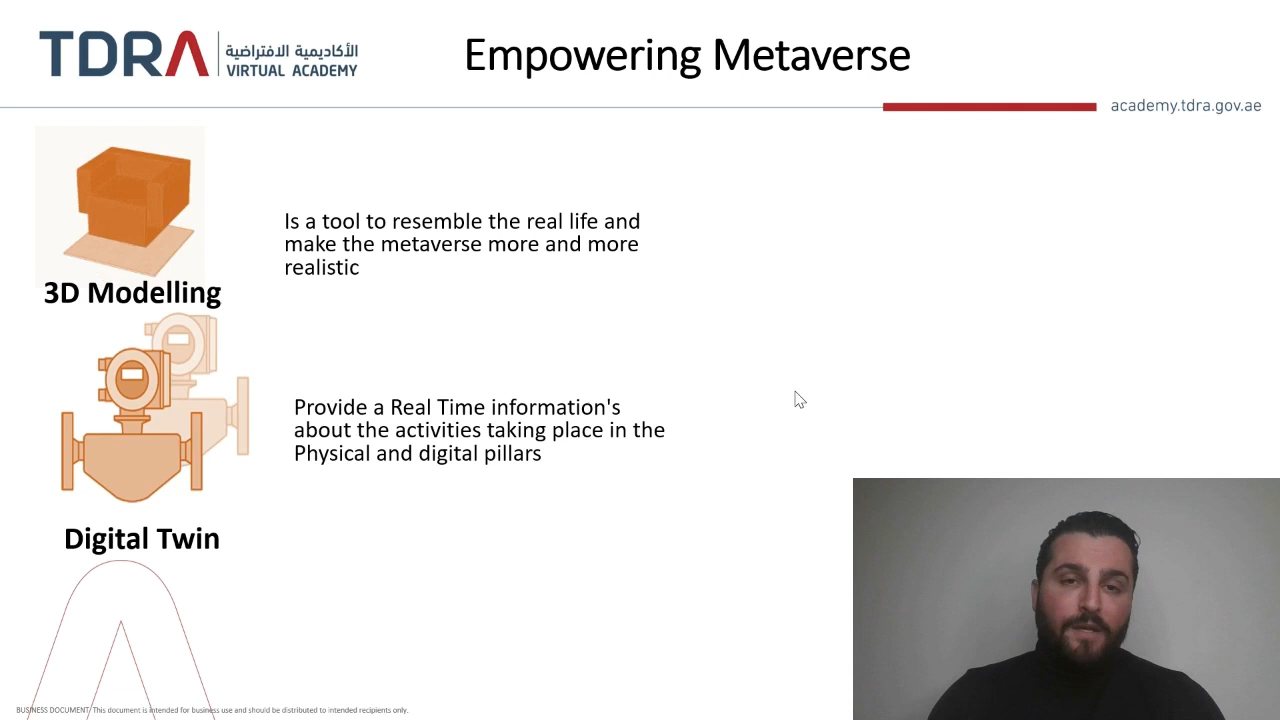 TDRA
الأكاديمية الافتراضية
VIRTUAL ACADEMY
Empowering Metaverse
academy.tdra.gov.ae
Is a tool to resemble the real life and
make the metaverse more and more
realistic
3D Modelling
Provide a Real Time information's
about the activities taking place in the
Physical and digital pillars
Digital Twin
BUSINESS DOCUMENT This document is intended for business use and should be distributed to intended recipients only.